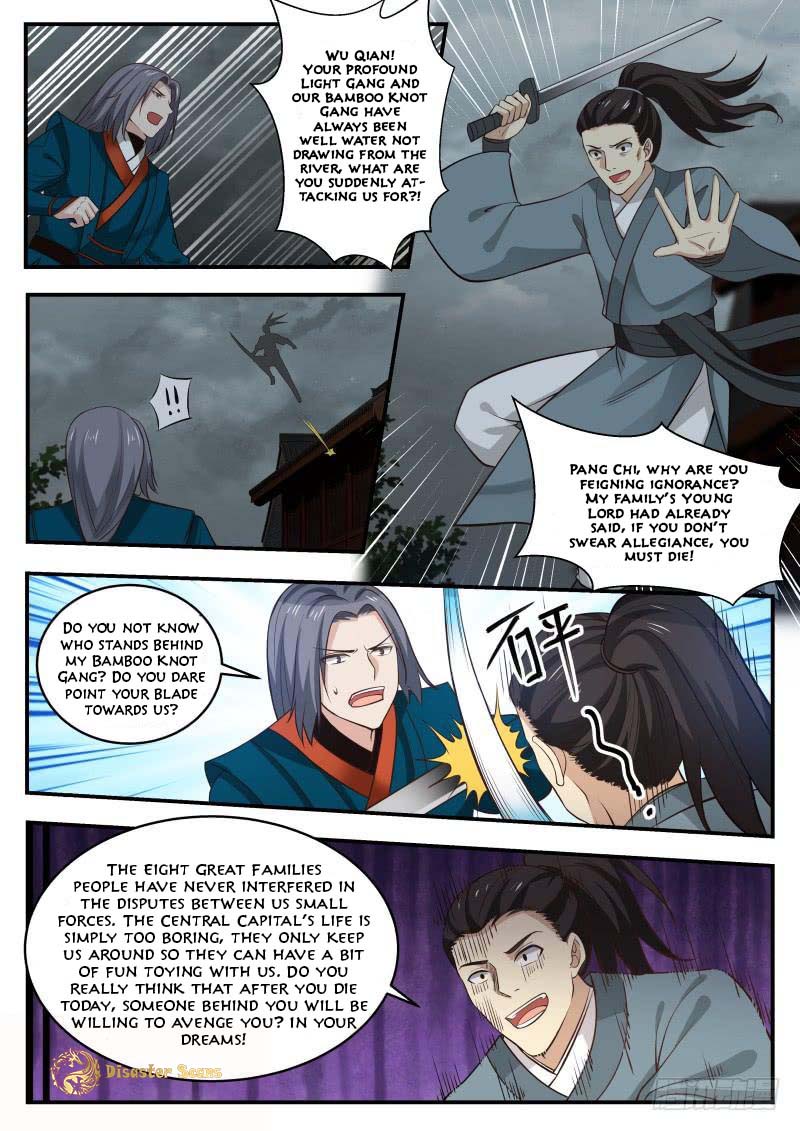 Wu Qian!
Your Profound
Light Gang and
our Bamboo Knot
Gang have
always been
well water not
drawing from the
river, what are
you suddenly at-
tacking us for?!
!!
Pang Chi, why are you
feigning ignorance?
My family's Young
Lord had already
said, if you don't
swear allegiance, you
must die!
Do you not know
who stands behind
my Bamboo Knot
Gang? Do you dare
point your blade
towards us?
砰
The Eight Great Families
people have never interfered in
the disputes between us small
forces. The Central Capital's life is
simply too boring, they only keep
us around so they can have a bit
of fun toying with us. Do you
really think that after you die
today, someone behind you will be
willing to avenge you? In your
dreams!
Disaster Scans